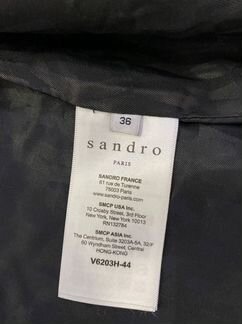 36
sandro
PARIS
SANDRO FRANCE
61 rue de Turenne
75003 Paris
www.sandro-paris.com
SMCP USA Inc.
10 Crosby Street, 3rd Floor
New York, New York 10013
RN132784
SMCP ASIA Inc.
The Centrium, Suite 3203A-5A, 32/F
60 Wyndham Street, Central
HONG-KONG
V6203H-44